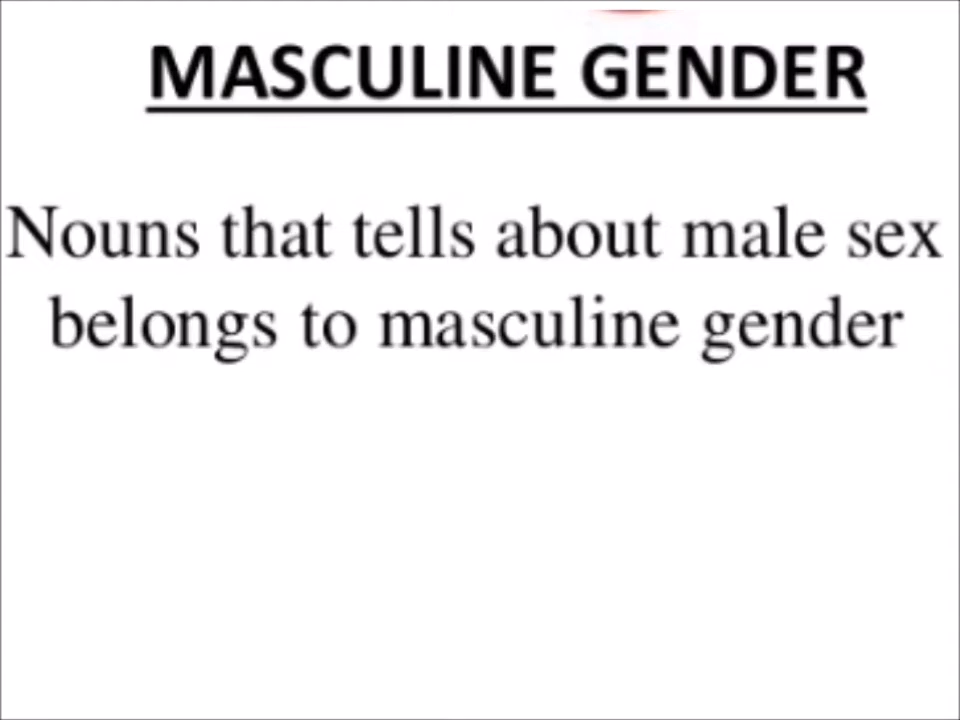 MASCULINE GENDER
Nouns that tells about male sex
belongs to masculine gender